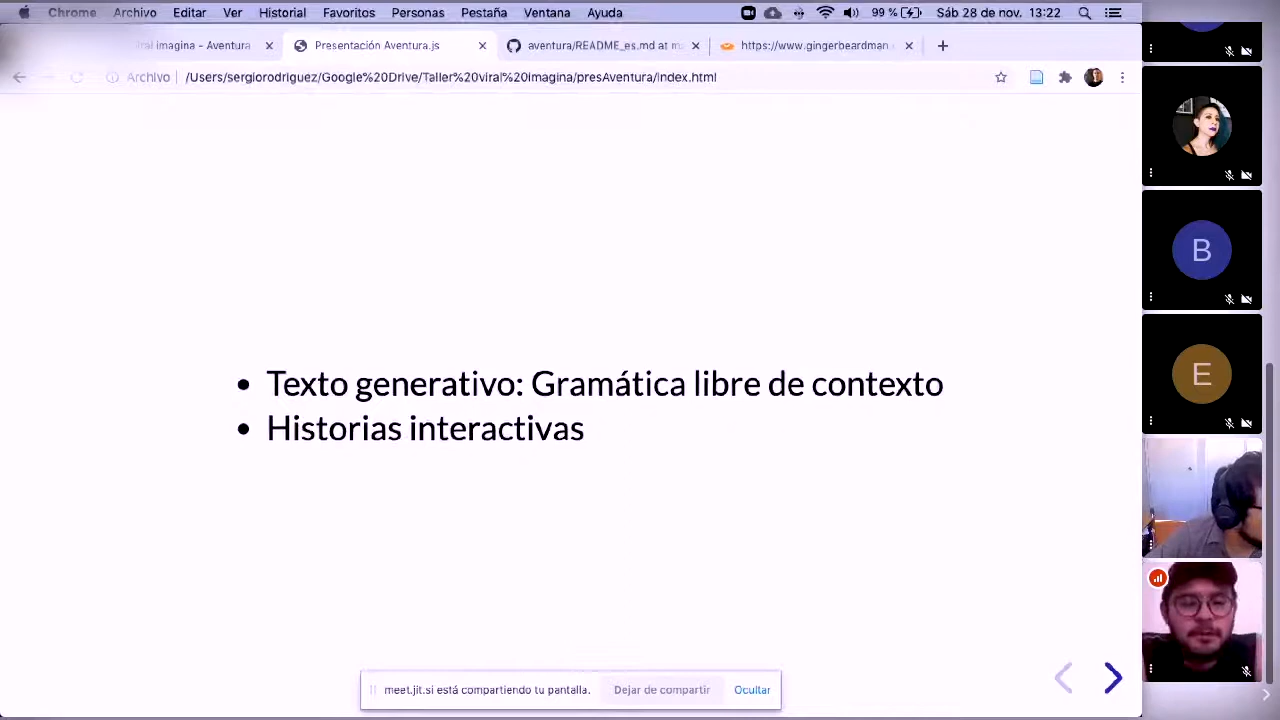 Chrome Archivo Editar Ver Historial Favoritos Personas Pestaña Ventana Ayuda 99 % Sáb 28 de nov. 13:22
imagina - Aventura Presentación Aventura.js aventura/README_es.md at m https://www.gingerbeardman.
Archivo /Users/sergiorodriguez/Google%20Drive/Taller%20viral%20imagina/presAventura/index.html
B
E
• Texto generativo: Gramática libre de contexto
• Historias interactivas
meet.jit.si está compartiendo tu pantalla. Dejar de compartir Ocultar